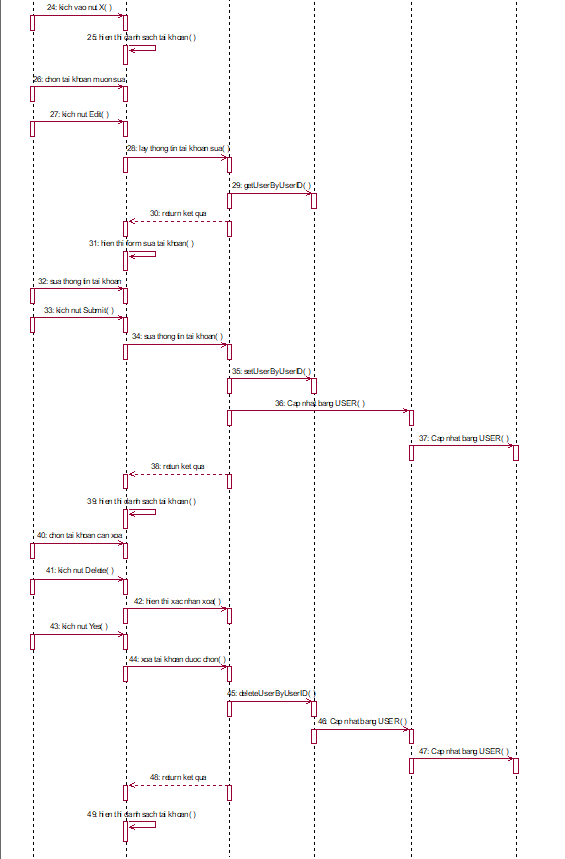 24: kich vao nut X( )
25: hien thi danh sach tai khoan( )
26: chon tai khoan muon sua
27: kich nut Edit( )
28: lay thong tin tai khoan sua( )
29: getUserByUserID( )
30: return ket qua
31: hien thi form sua tai khoan( )
32: sua thong tin tai khoan
33: kich nut Submit( )
34: sua thong tin tai khoan( )
35: setUserByUserID( )
36: Cap nhat bang USER( )
37: Cap nhat bang USER( )
38: retun ket qua
39: hien thi danh sach tai khoan( )
40: chon tai khoan can xoa
41: kich nut Delete( )
42: hien thi xac nhan xoa( )
43: kich nut Yes( )
44: xoa tai khoan duoc chon( )
45: deleteUserByUserID( )
46: Cap nhat bang USER( )
47: Cap nhat bang USER( )
48: return ket qua
49: hien thi danh sach tai khoan( )